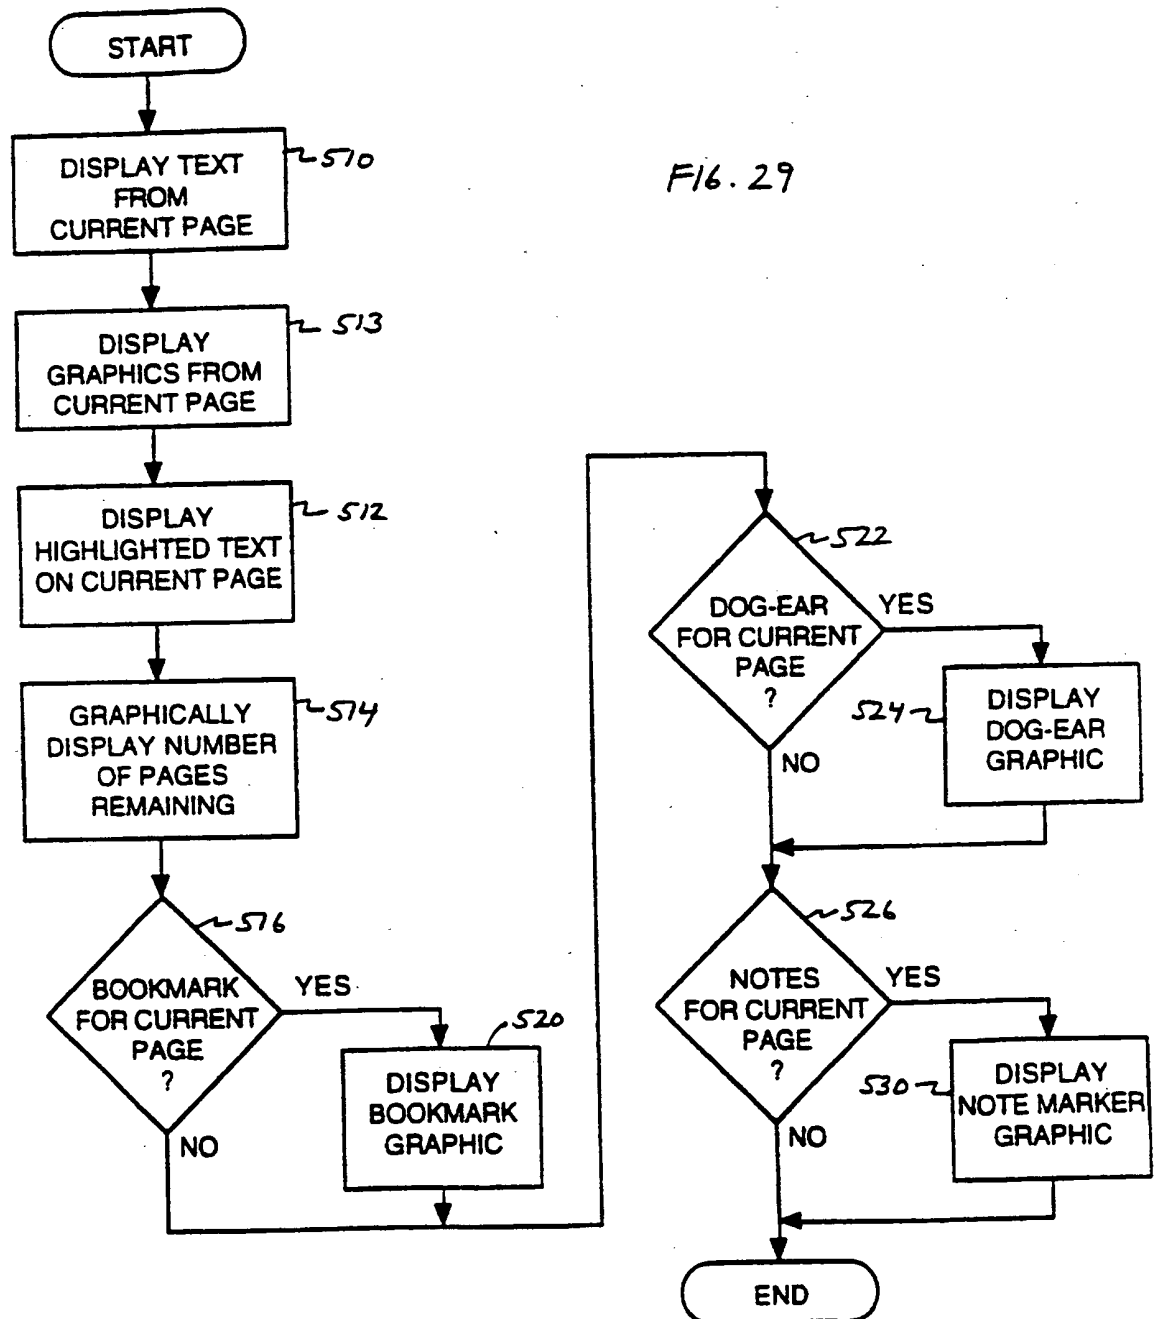 START
DISPLAY TEXT
FROM
CURRENT PAGE
510
FIG. 29
DISPLAY
GRAPHICS FROM
CURRENT PAGE
513
DISPLAY
HIGHLIGHTED TEXT
ON CURRENT PAGE
512
GRAPHICALLY
DISPLAY NUMBER
OF PAGES
REMAINING
514
BOOKMARK
FOR CURRENT
PAGE
?
516
YES
NO
520
DISPLAY
BOOKMARK
GRAPHIC
522
DOG-EAR
FOR CURRENT
PAGE
?
YES
NO
524
DISPLAY
DOG-EAR
GRAPHIC
526
NOTES
FOR CURRENT
PAGE
?
YES
NO
530
DISPLAY
NOTE MARKER
GRAPHIC
END